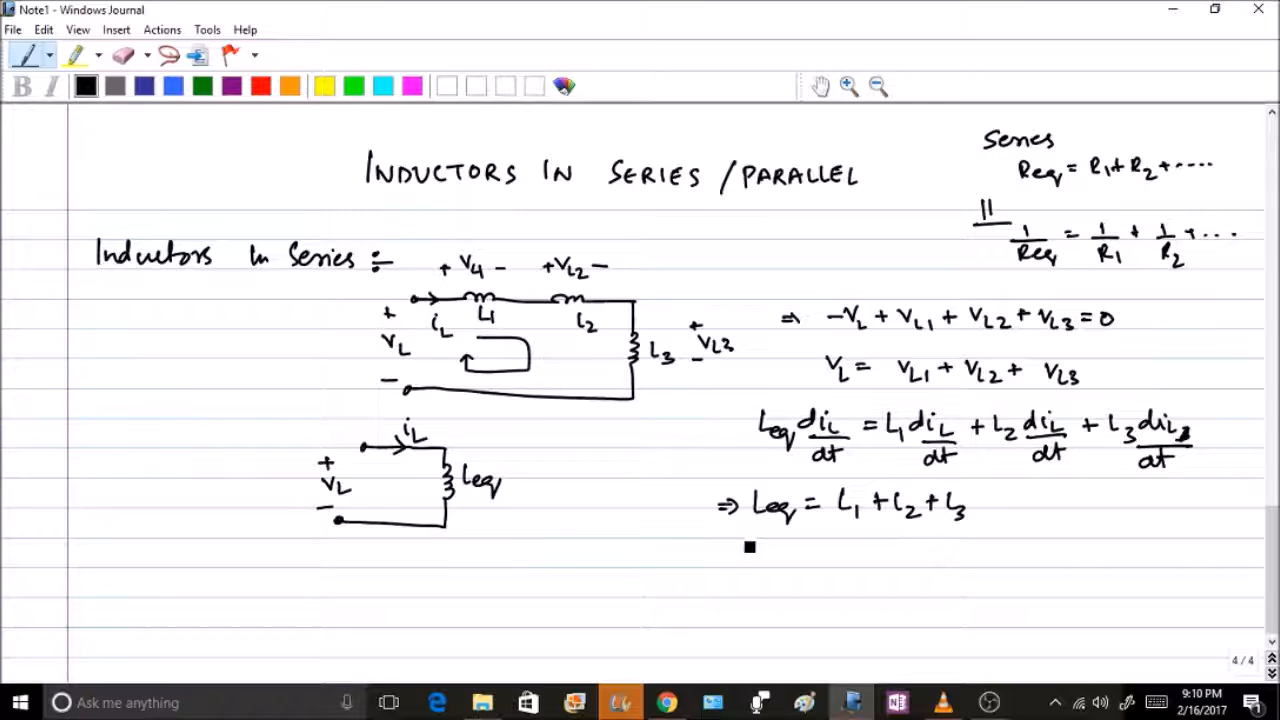 Note1 - Windows Journal
File Edit View Insert Actions Tools Help
B I
Series
Req = R1 + R2 + ----
INDUCTORS IN SERIES /PARALLEL
||
1/Req = 1/R1 + 1/R2 + ...
Inductors In Series :-
+ VL1 - + VL2 -
+ iL L1 L2
VL
-
L3
+ VL3 -
⇒ -VL + VL1 + VL2 + VL3 = 0
VL = VL1 + VL2 + VL3
Leq diL/dt = L1 diL/dt + L2 diL/dt + L3 diL/dt
iL
+
VL Leq
-
⇒ Leq = L1 + L2 + L3
4 / 4
Ask me anything
9:10 PM
2/16/2017